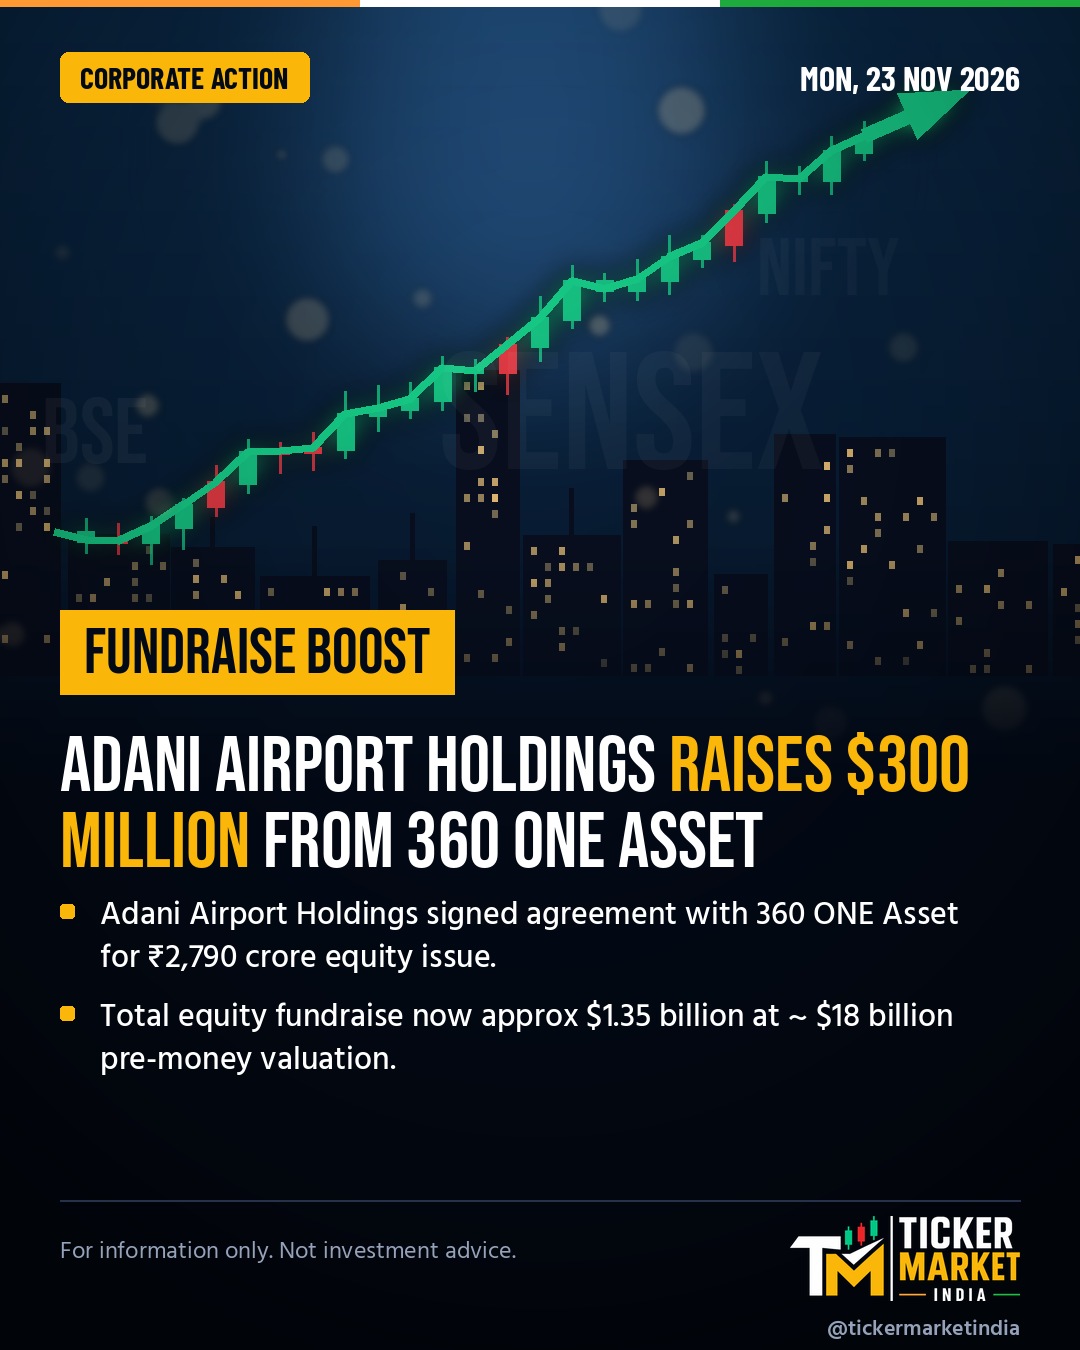 CORPORATE ACTION
MON, 23 NOV 2026
NIFTY
SENSEX
BSE
FUNDRAISE BOOST
ADANI AIRPORT HOLDINGS RAISES $300
MILLION FROM 360 ONE ASSET
Adani Airport Holdings signed agreement with 360 ONE Asset
for ₹2,790 crore equity issue.
Total equity fundraise now approx $1.35 billion at ~ $18 billion
pre-money valuation.
For information only. Not investment advice.
TM
TICKER
MARKET
INDIA
@tickermarketindia